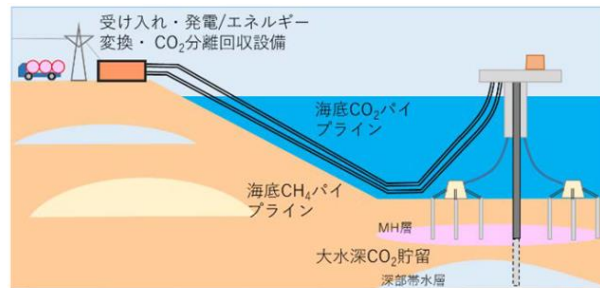 受け入れ・発電/エネルギー
変換・ CO₂分離回収設備
海底CO₂パイ
プライン
海底CH₄パイ
プライン
MH層
大水深CO₂貯留
深部帯水層